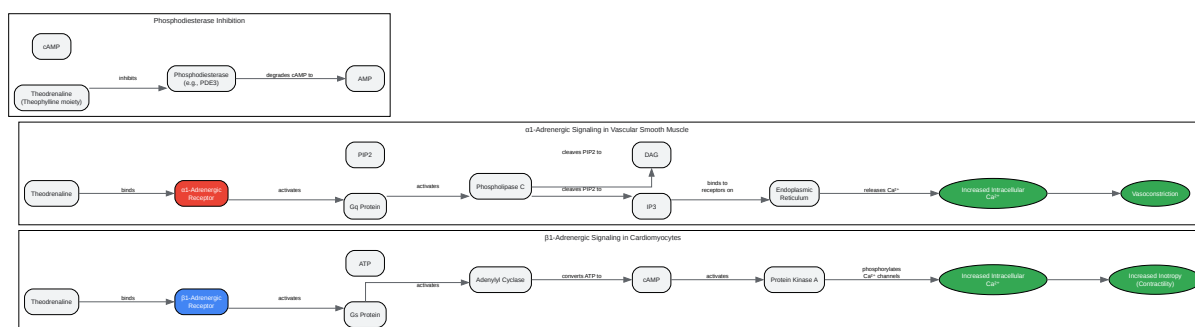 Phosphodiesterase Inhibition
cAMP
Theodrenaline
(Theophylline moiety)
inhibits
Phosphodiesterase
(e.g., PDE3)
degrades cAMP to
AMP
α1-Adrenergic Signaling in Vascular Smooth Muscle
Theodrenaline
binds
α1-Adrenergic
Receptor
activates
PIP2
Gq Protein
activates
Phospholipase C
cleaves PIP2 to
DAG
cleaves PIP2 to
IP3
binds to
receptors on
Endoplasmic
Reticulum
releases Ca²⁺
Increased Intracellular
Ca²⁺
Vasoconstriction
β1-Adrenergic Signaling in Cardiomyocytes
Theodrenaline
binds
β1-Adrenergic
Receptor
activates
ATP
Gs Protein
activates
Adenylyl Cyclase
converts ATP to
cAMP
activates
Protein Kinase A
phosphorylates
Ca²⁺ channels
Increased Intracellular
Ca²⁺
Increased Inotropy
(Contractility)